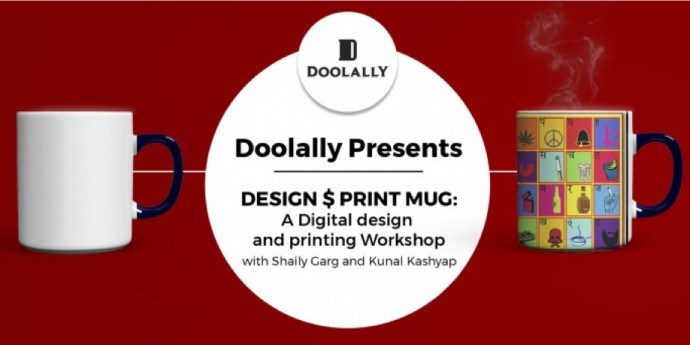 DOOLALLY
Doolally Presents
DESIGN $ PRINT MUG:
A Digital design
and printing Workshop
with Shaily Garg and Kunal Kashyap